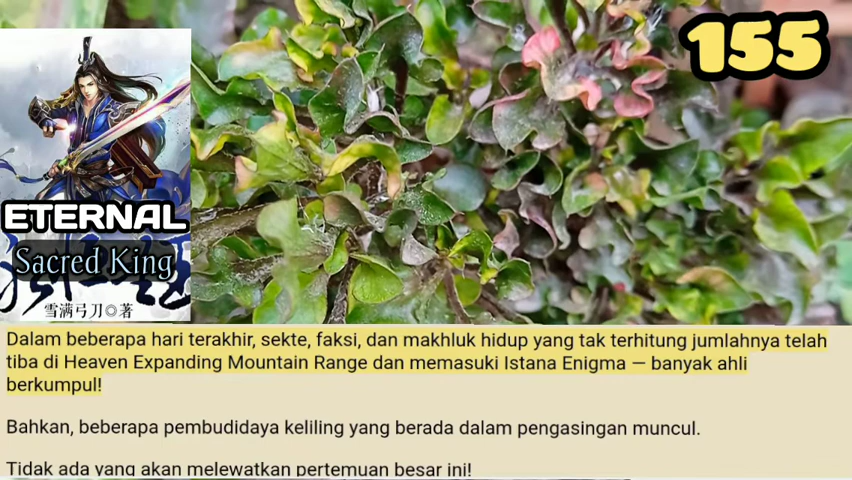 155
ETERNAL
Sacred King
雪满弓刀◎著
Dalam beberapa hari terakhir, sekte, faksi, dan makhluk hidup yang tak terhitung jumlahnya telah
tiba di Heaven Expanding Mountain Range dan memasuki Istana Enigma — banyak ahli
berkumpul!
Bahkan, beberapa pembudidaya keliling yang berada dalam pengasingan muncul.
Tidak ada yang akan melewatkan pertemuan besar ini!